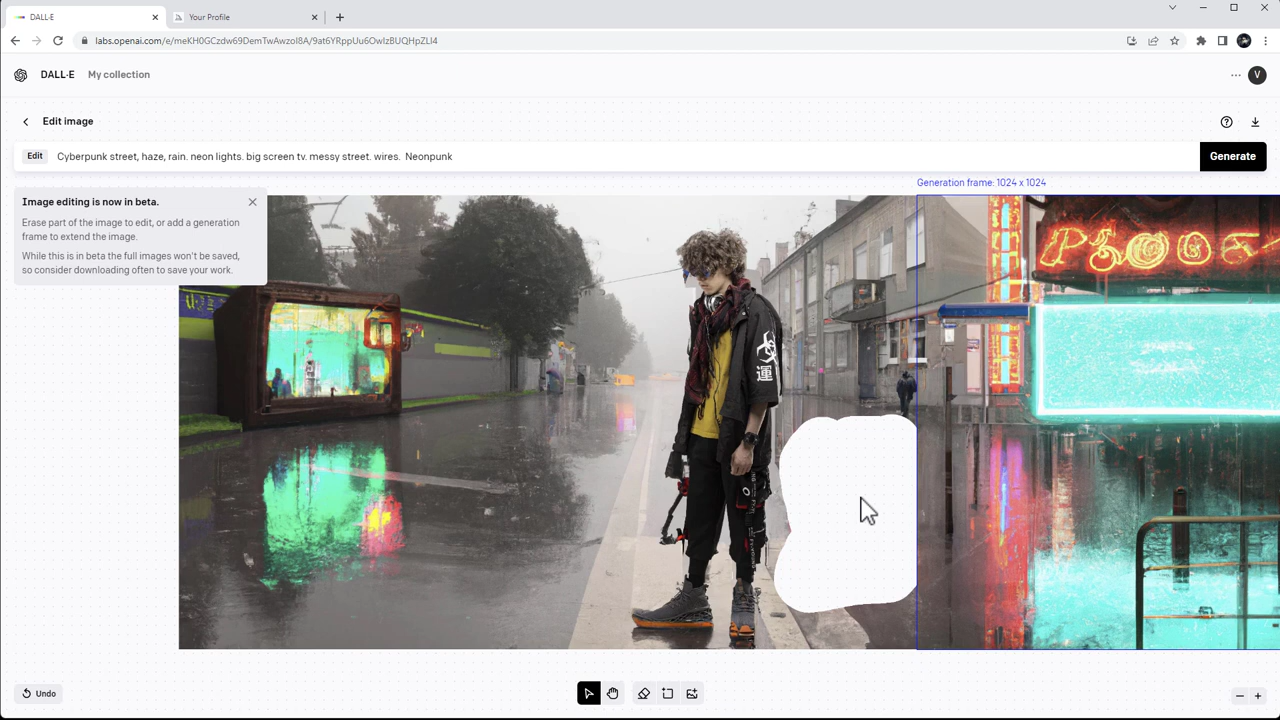 DALL-E
Your Profile
labs.openai.com/e/meKH0GCzdw69DemTwAwzoI8A/9at6YRppUu6OwIzBUQHpZLI4
DALL·E
My collection
V
Edit image
Edit
Cyberpunk street, haze, rain. neon lights. big screen tv. messy street. wires. Neonpunk
Generate
Generation frame: 1024 x 1024
Image editing is now in beta.
Erase part of the image to edit, or add a generation
frame to extend the image.
While this is in beta the full images won't be saved,
so consider downloading often to save your work.
運
Undo